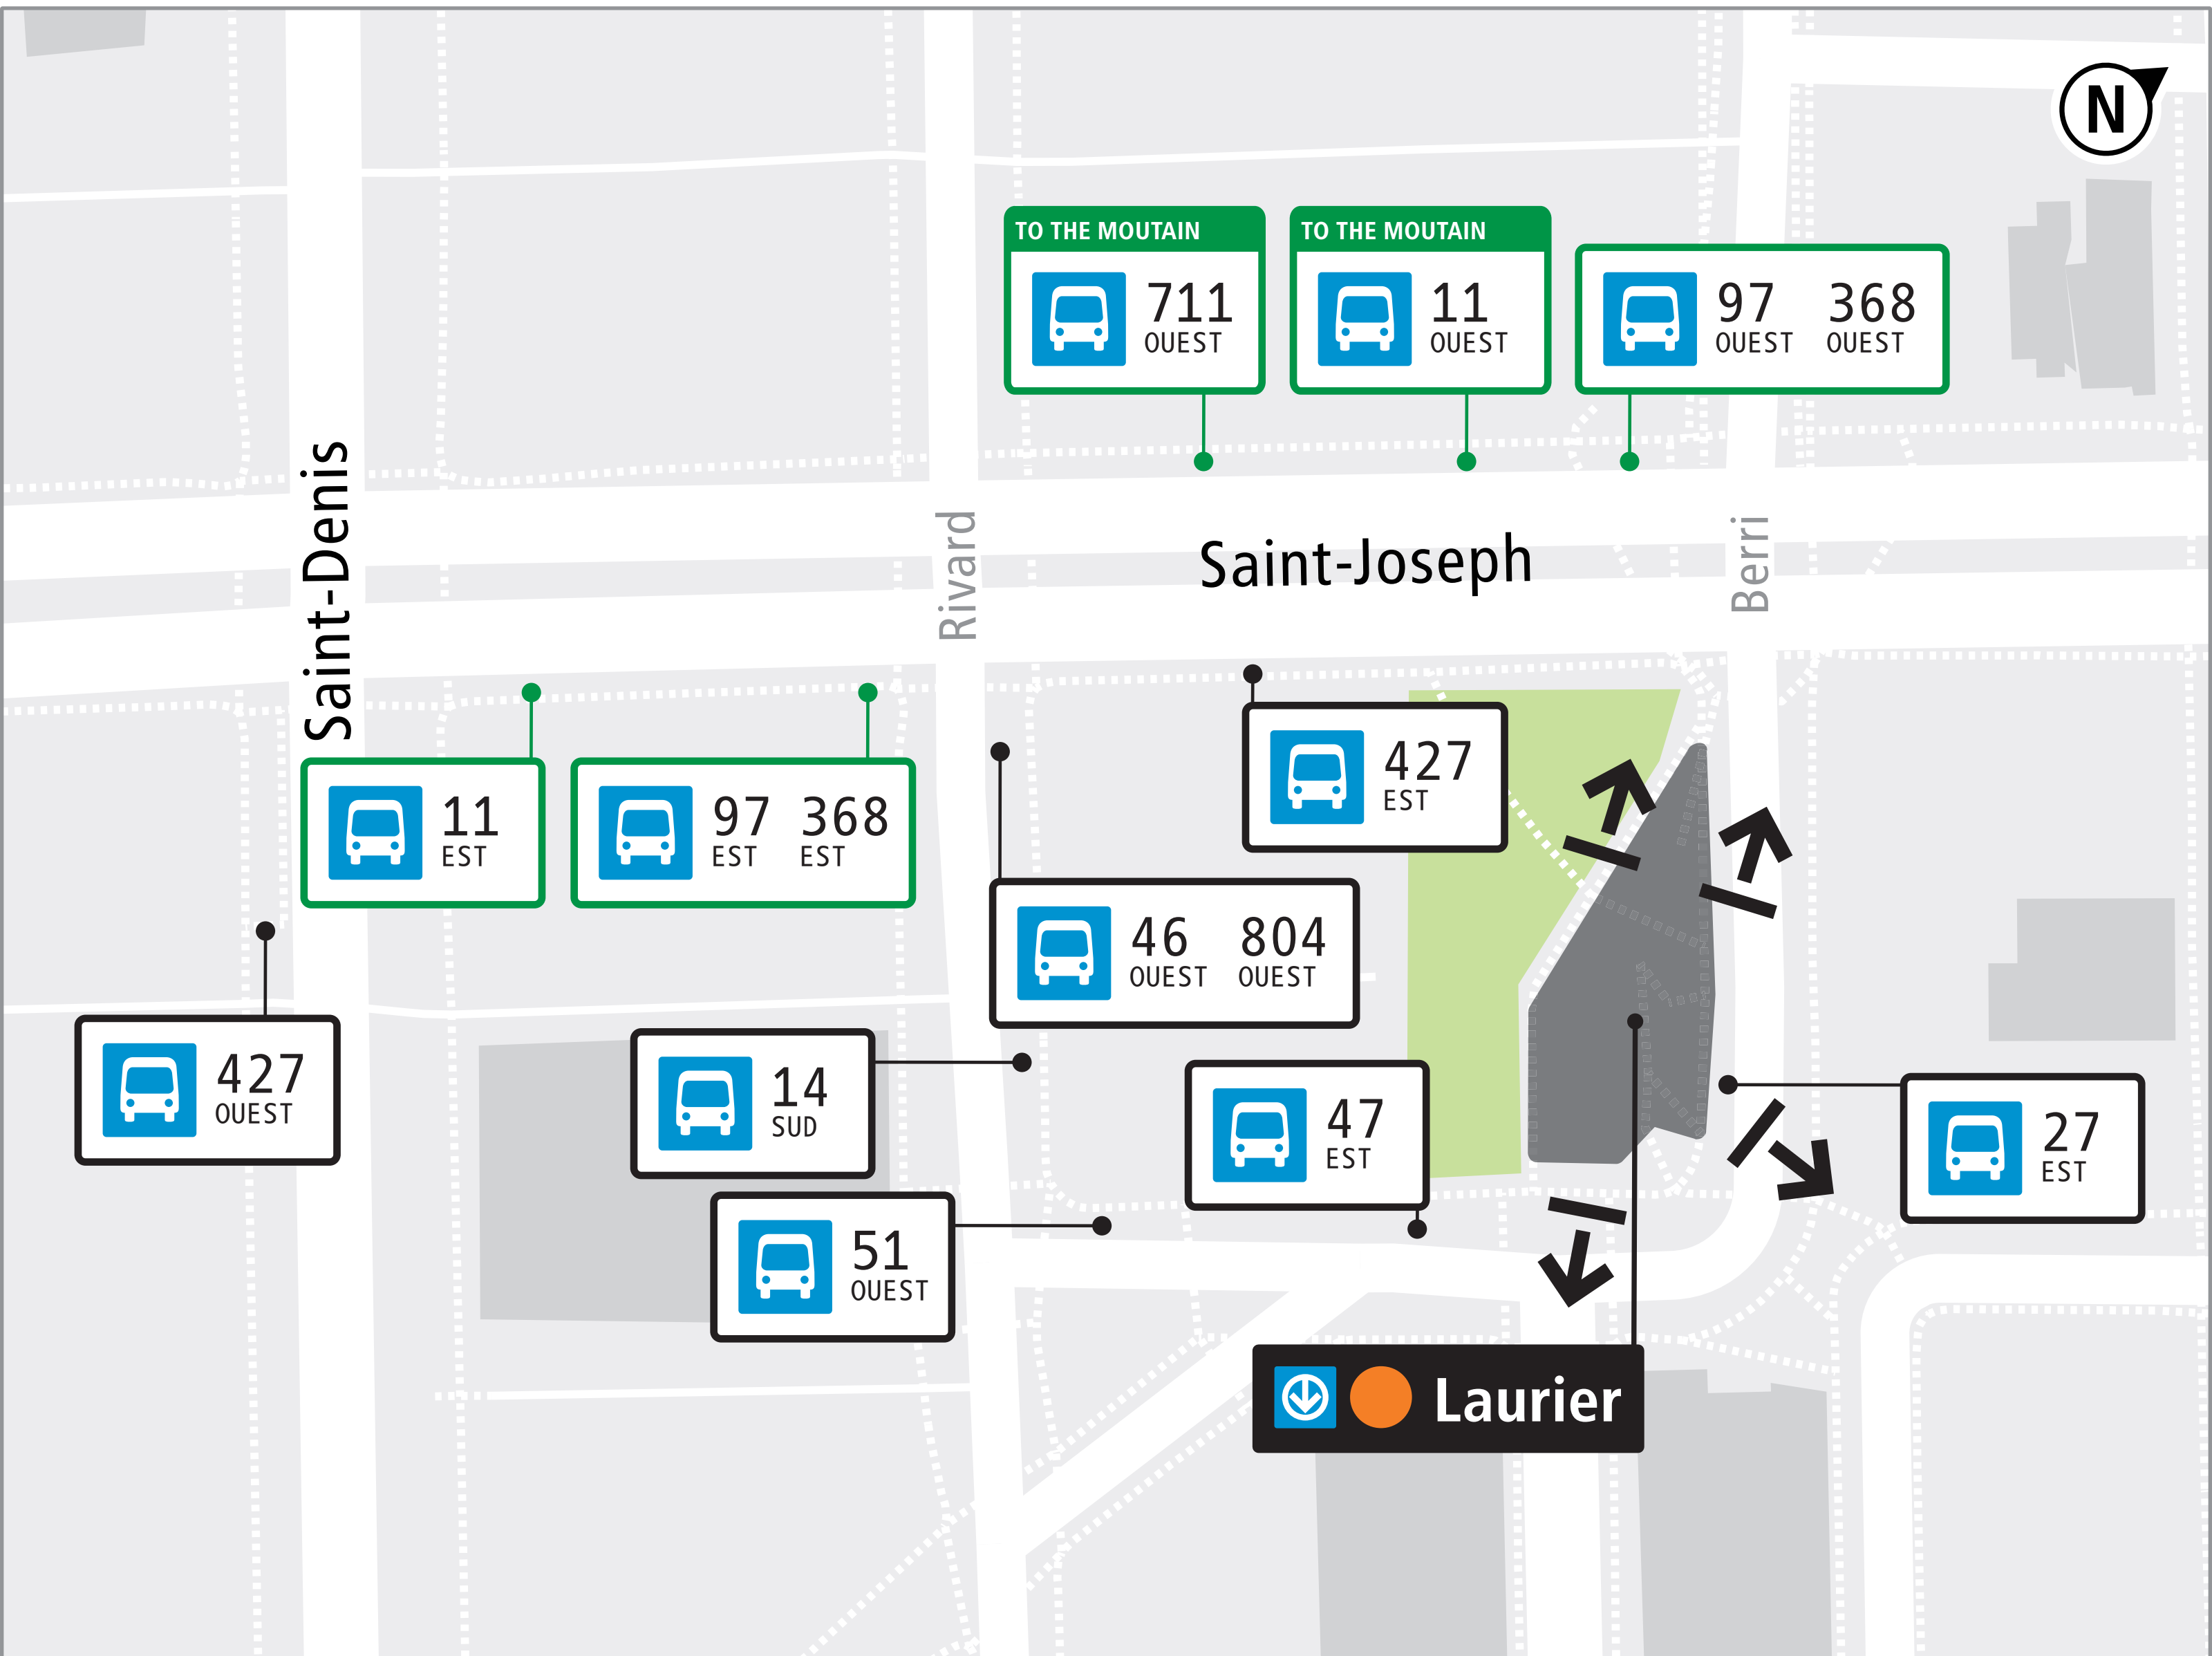 N
TO THE MOUTAIN
711
OUEST
TO THE MOUTAIN
11
OUEST
97 368
OUEST OUEST
Saint-Denis
Rivard
Saint-Joseph
Berri
11
EST
97 368
EST EST
427
EST
46 804
OUEST OUEST
427
OUEST
14
SUD
47
EST
27
EST
51
OUEST
Laurier